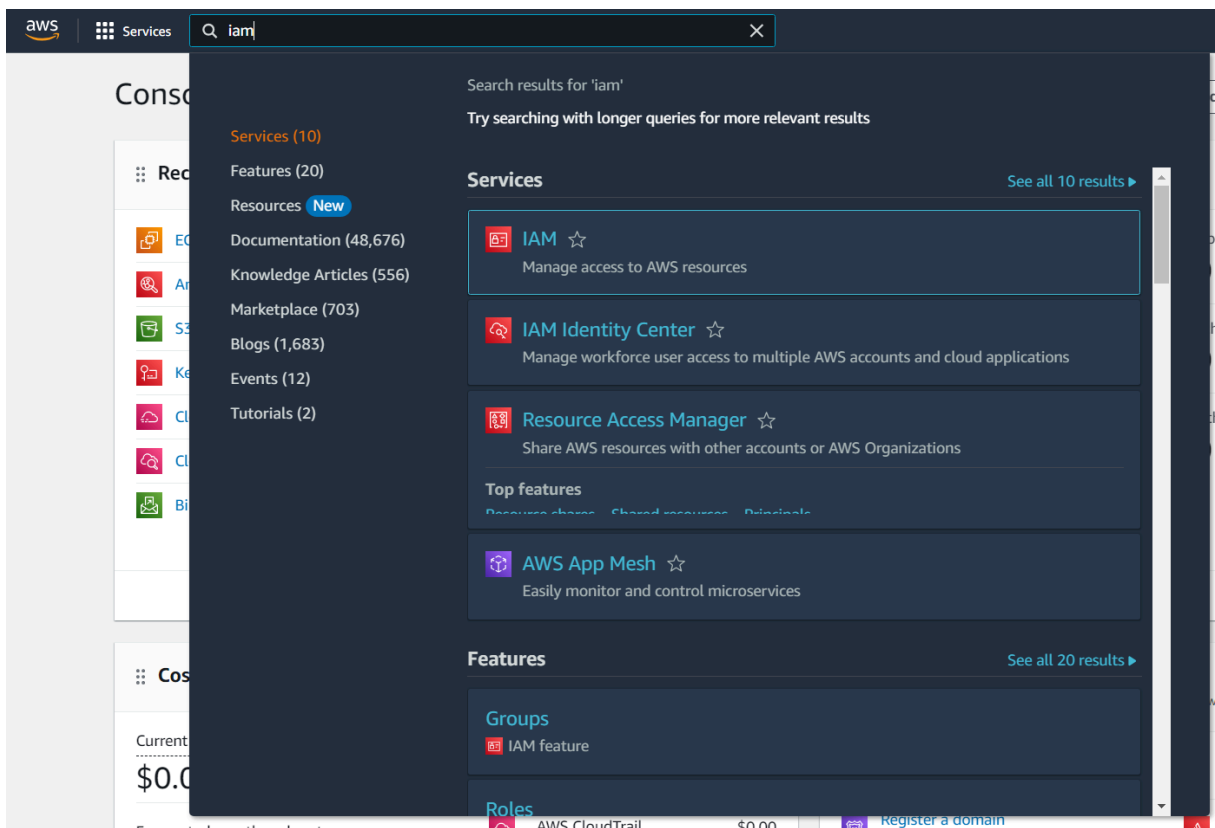 aws
Services
iam
Search results for 'iam'
Try searching with longer queries for more relevant results
Services (10)
Features (20)
Resources New
Documentation (48,676)
Knowledge Articles (556)
Marketplace (703)
Blogs (1,683)
Events (12)
Tutorials (2)
Services
See all 10 results
IAM
Manage access to AWS resources
IAM Identity Center
Manage workforce user access to multiple AWS accounts and cloud applications
Resource Access Manager
Share AWS resources with other accounts or AWS Organizations
Top features
Resource shares Shared resources Principals
AWS App Mesh
Easily monitor and control microservices
Features
See all 20 results
Groups
IAM feature
Roles
Current
AWS CloudTrail
$0.00
Register a domain